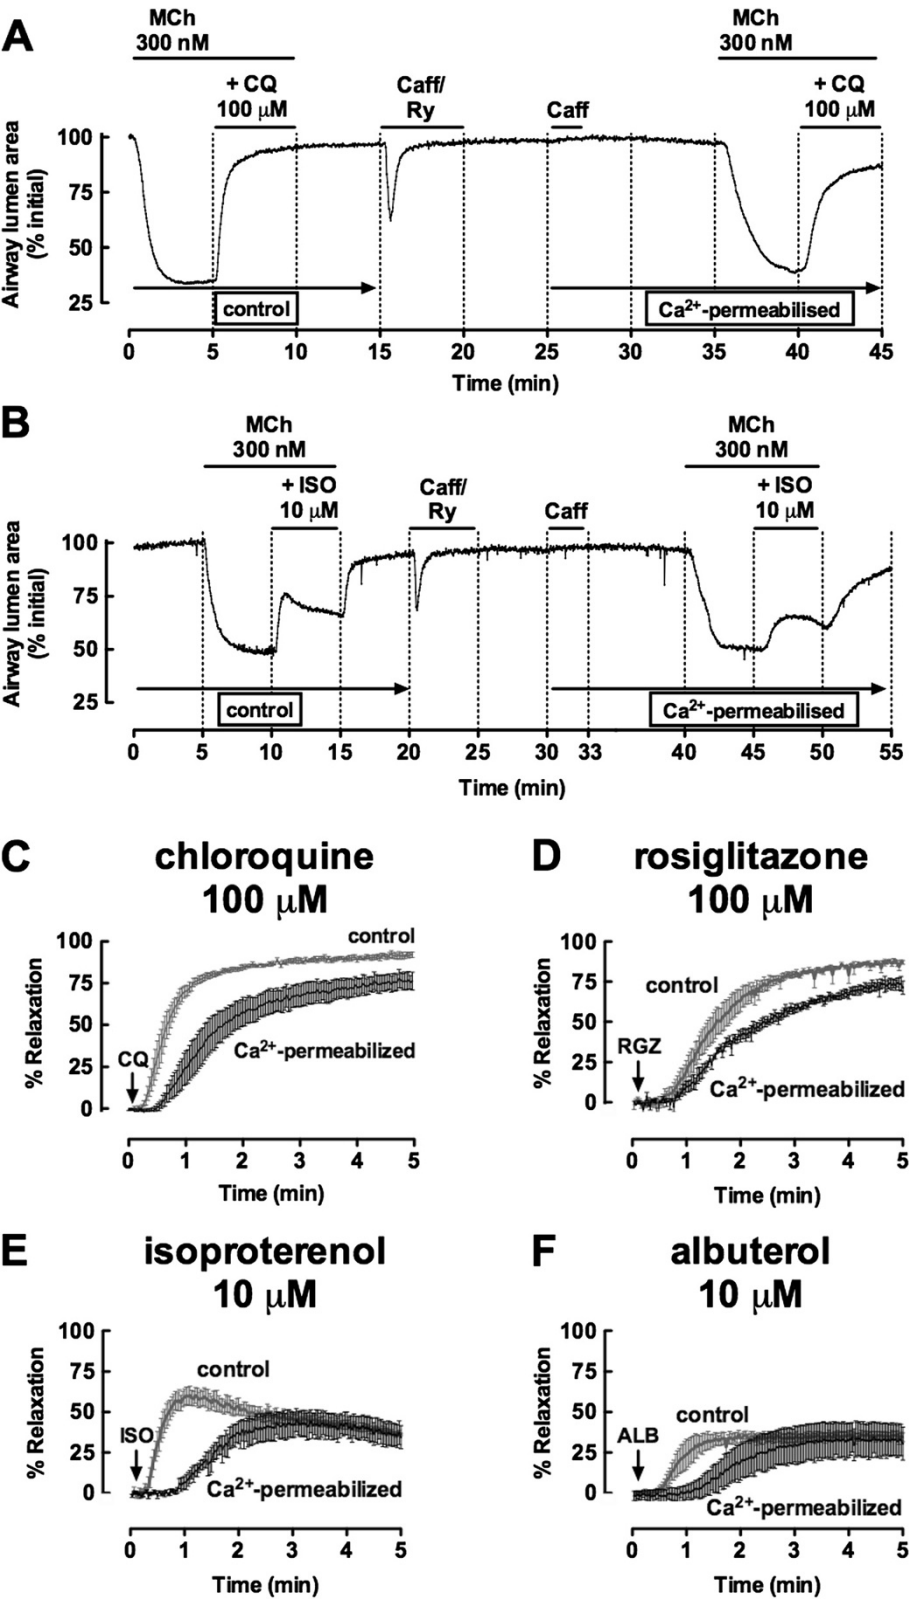 A
MCh
300 nM
MCh
300 nM
+ CQ
100 μM
Caff/
Ry
Caff
+ CQ
100 μM
Airway lumen area
(% initial)
100
75
50
25
control
Ca2+-permeabilised
0 5 10 15 20 25 30 35 40 45
Time (min)
B
MCh
300 nM
MCh
300 nM
+ ISO
10 μM
Caff/
Ry
Caff
+ ISO
10 μM
Airway lumen area
(% initial)
100
75
50
25
control
Ca2+-permeabilised
0 5 10 15 20 25 30 33 40 45 50 55
Time (min)
C
chloroquine
100 μM
% Relaxation
100
75
50
25
0
control
CQ
Ca2+-permeabilized
0 1 2 3 4 5
Time (min)
D
rosiglitazone
100 μM
% Relaxation
100
75
50
25
0
control
RGZ
Ca2+-permeabilized
0 1 2 3 4 5
Time (min)
E
isoproterenol
10 μM
% Relaxation
100
75
50
25
0
control
ISO
Ca2+-permeabilized
0 1 2 3 4 5
Time (min)
F
albuterol
10 μM
% Relaxation
100
75
50
25
0
control
ALB
Ca2+-permeabilized
0 1 2 3 4 5
Time (min)